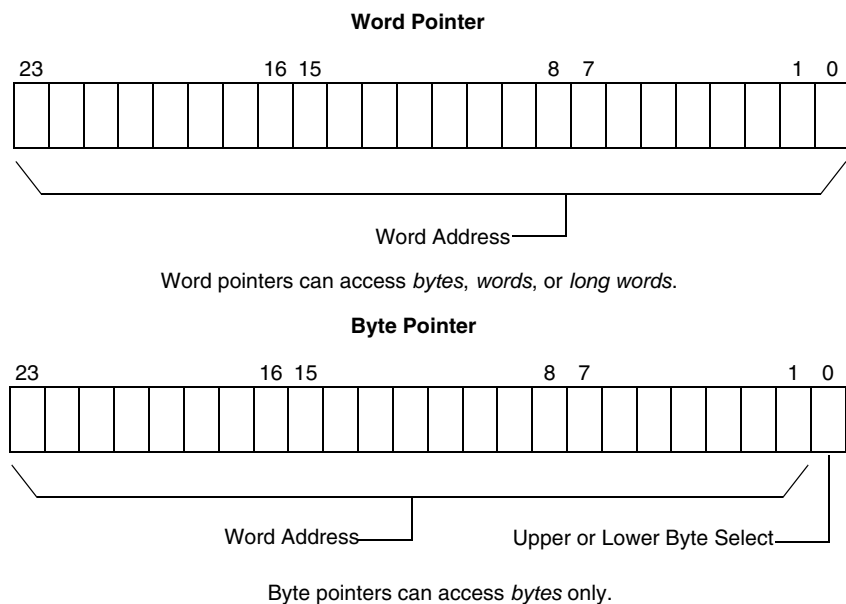 Word Pointer
23 16 15 8 7 1 0
Word Address
Word pointers can access bytes, words, or long words.
Byte Pointer
23 16 15 8 7 1 0
Word Address Upper or Lower Byte Select
Byte pointers can access bytes only.